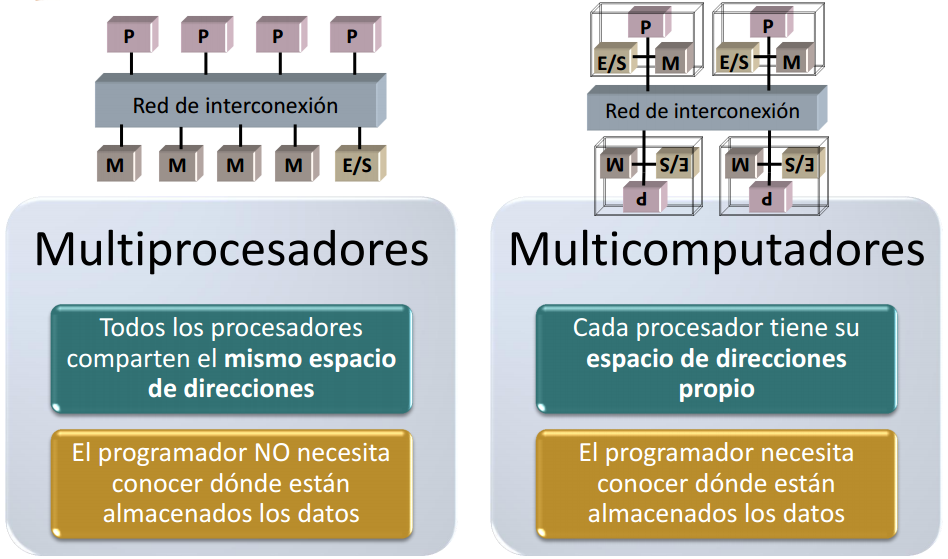 P P P P
Red de interconexión
M M M M E/S
Multiprocesadores
Todos los procesadores
comparten el mismo espacio
de direcciones
El programador NO necesita
conocer dónde están
almacenados los datos
P P
E/S M E/S M
Red de interconexión
M E/S M E/S
P P
Multicomputadores
Cada procesador tiene su
espacio de direcciones
propio
El programador necesita
conocer dónde están
almacenados los datos